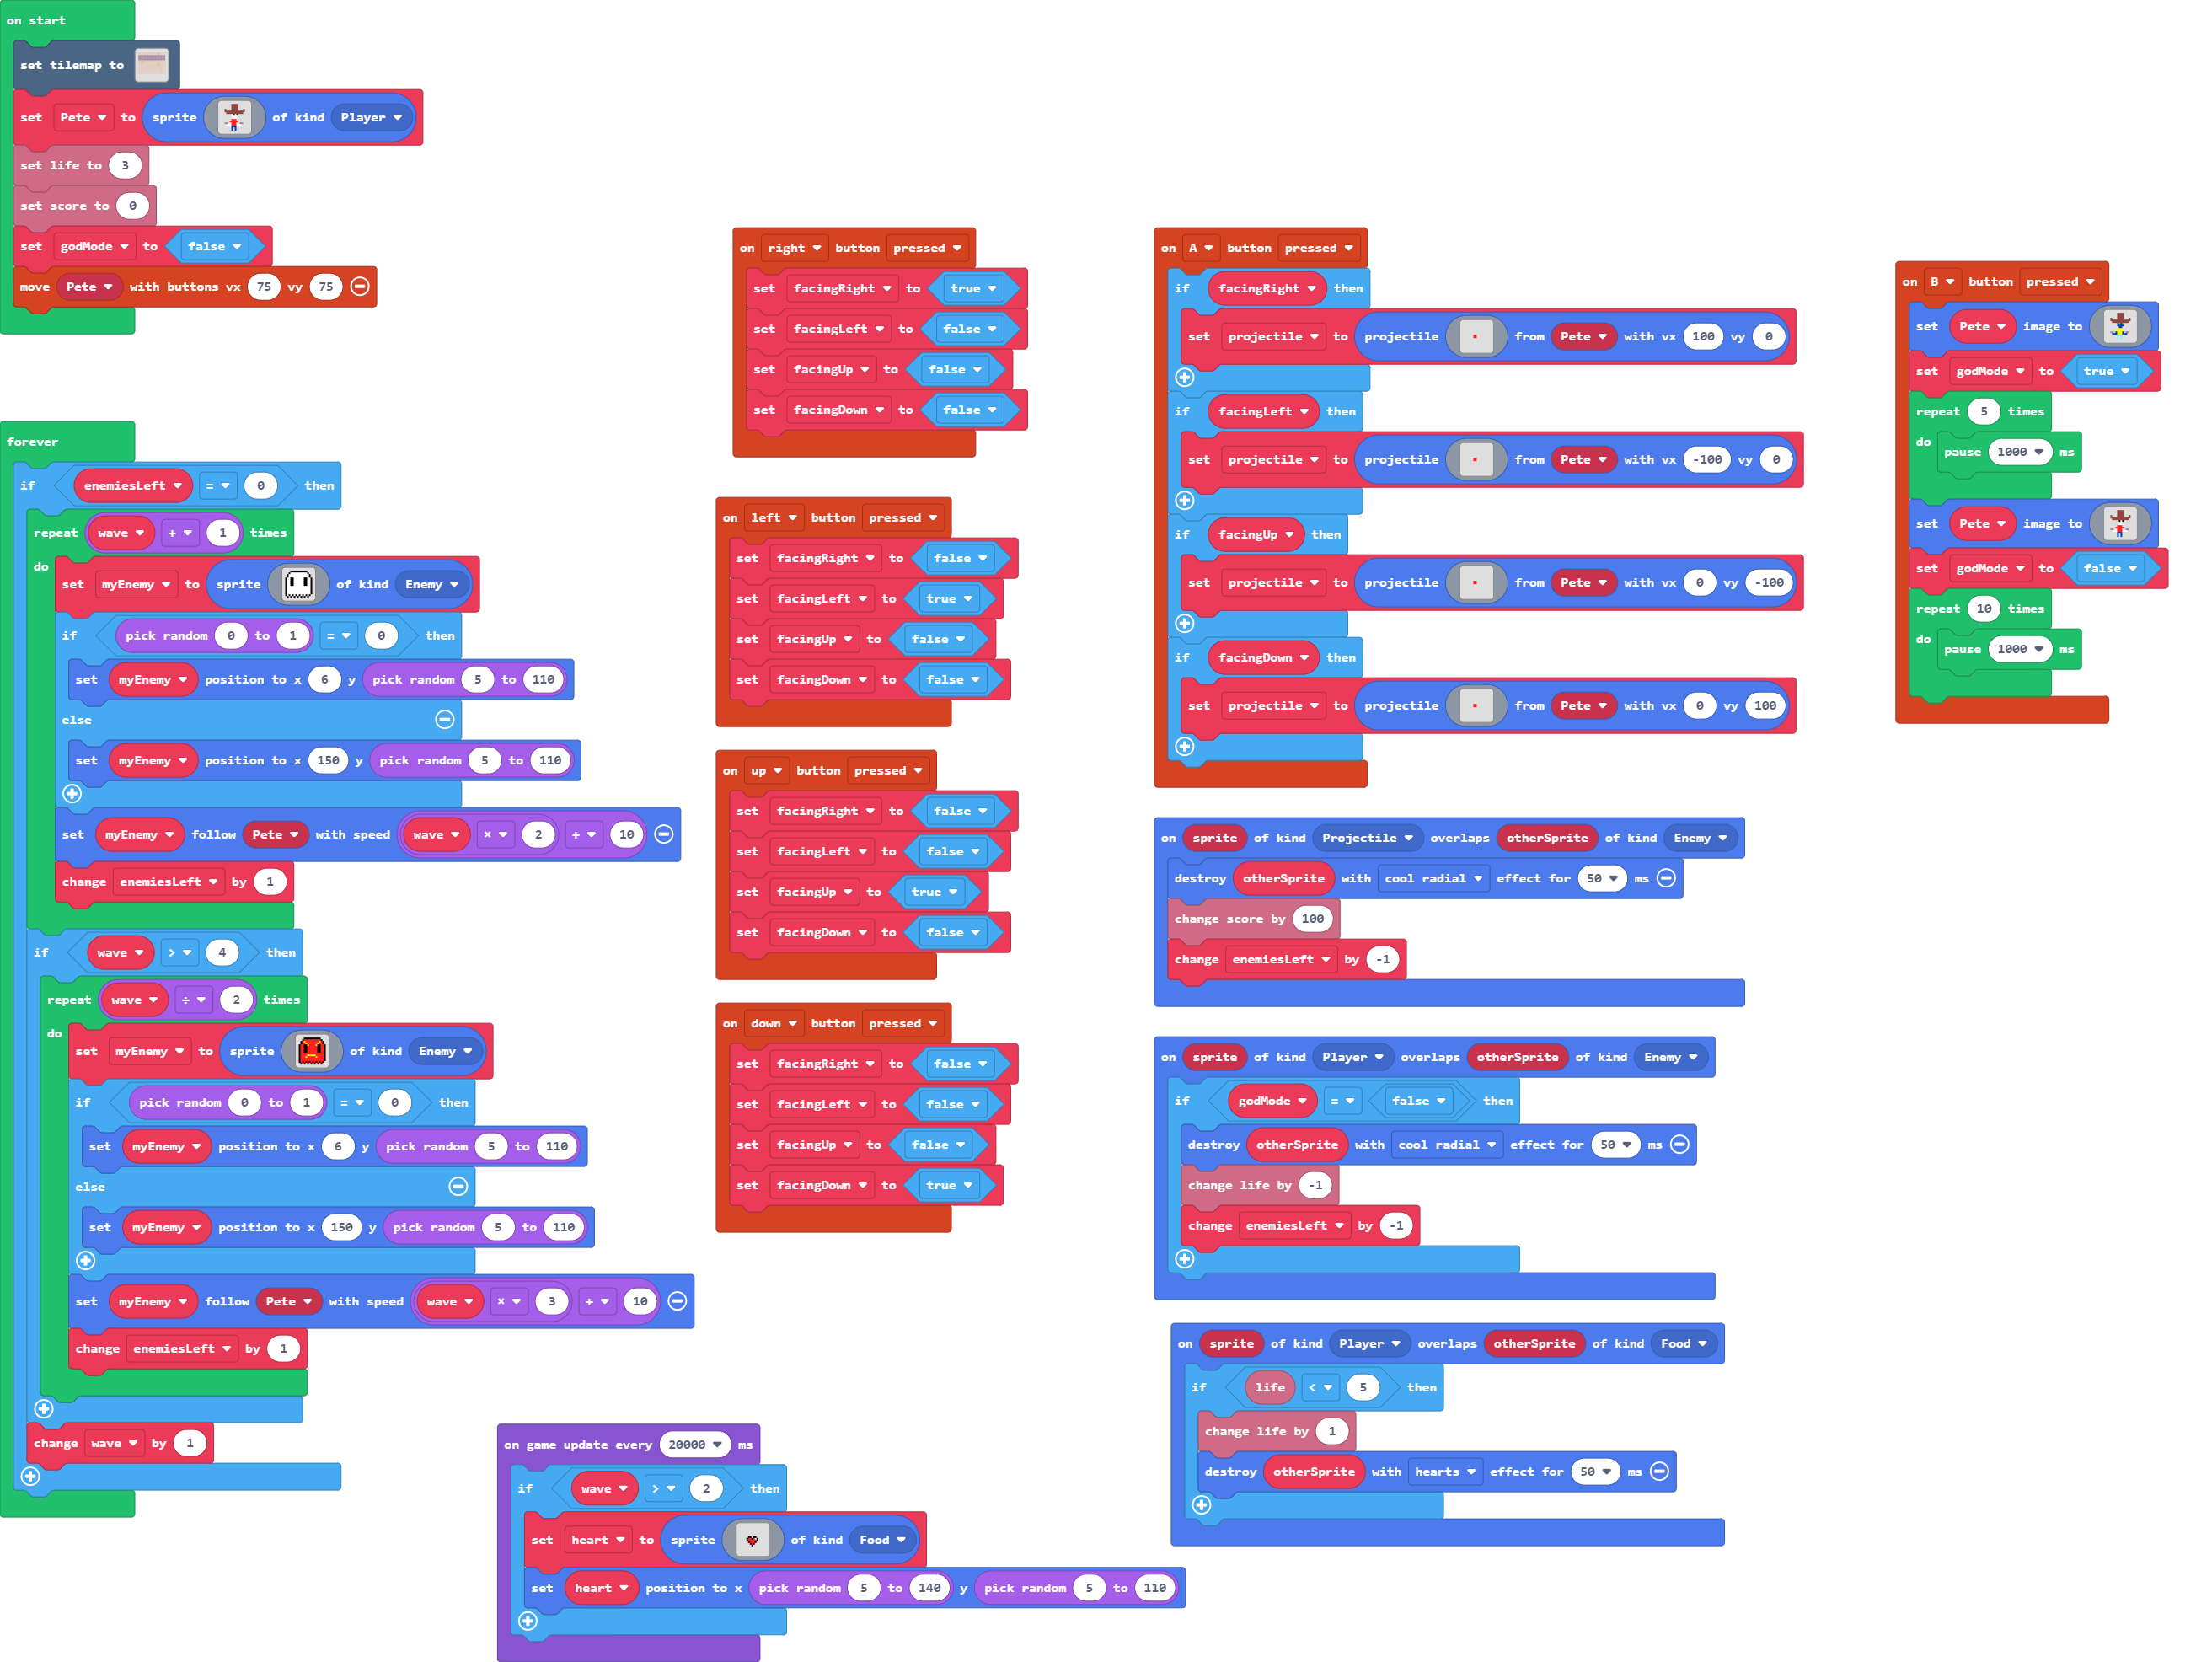 on start
set tilemap to
set Pete to sprite of kind Player
set life to 3
set score to 0
set godMode to false
move Pete with buttons vx 75 vy 75
forever
if enemiesLeft = 0 then
repeat wave + 1 times
do
set myEnemy to sprite of kind Enemy
if pick random 0 to 1 = 0 then
set myEnemy position to x 6 y pick random 5 to 110
else
set myEnemy position to x 150 y pick random 5 to 110
set myEnemy follow Pete with speed wave × 2 + 10
change enemiesLeft by 1
if wave > 4 then
repeat wave ÷ 2 times
do
set myEnemy to sprite of kind Enemy
if pick random 0 to 1 = 0 then
set myEnemy position to x 6 y pick random 5 to 110
else
set myEnemy position to x 150 y pick random 5 to 110
set myEnemy follow Pete with speed wave × 3 + 10
change enemiesLeft by 1
change wave by 1
on game update every 20000 ms
if wave > 2 then
set heart to sprite of kind Food
set heart position to x pick random 5 to 140 y pick random 5 to 110
on right button pressed
set facingRight to true
set facingLeft to false
set facingUp to false
set facingDown to false
on left button pressed
set facingRight to false
set facingLeft to true
set facingUp to false
set facingDown to false
on up button pressed
set facingRight to false
set facingLeft to false
set facingUp to true
set facingDown to false
on down button pressed
set facingRight to false
set facingLeft to false
set facingUp to false
set facingDown to true
on A button pressed
if facingRight then
set projectile to projectile from Pete with vx 100 vy 0
if facingLeft then
set projectile to projectile from Pete with vx -100 vy 0
if facingUp then
set projectile to projectile from Pete with vx 0 vy -100
if facingDown then
set projectile to projectile from Pete with vx 0 vy 100
on sprite of kind Projectile overlaps otherSprite of kind Enemy
destroy otherSprite with cool radial effect for 50 ms
change score by 100
change enemiesLeft by -1
on sprite of kind Player overlaps otherSprite of kind Enemy
if godMode = false then
destroy otherSprite with cool radial effect for 50 ms
change life by -1
change enemiesLeft by -1
on sprite of kind Player overlaps otherSprite of kind Food
if life < 5 then
change life by 1
destroy otherSprite with hearts effect for 50 ms
on B button pressed
set Pete image to
set godMode to true
repeat 5 times
do
pause 1000 ms
set Pete image to
set godMode to false
repeat 10 times
do
pause 1000 ms